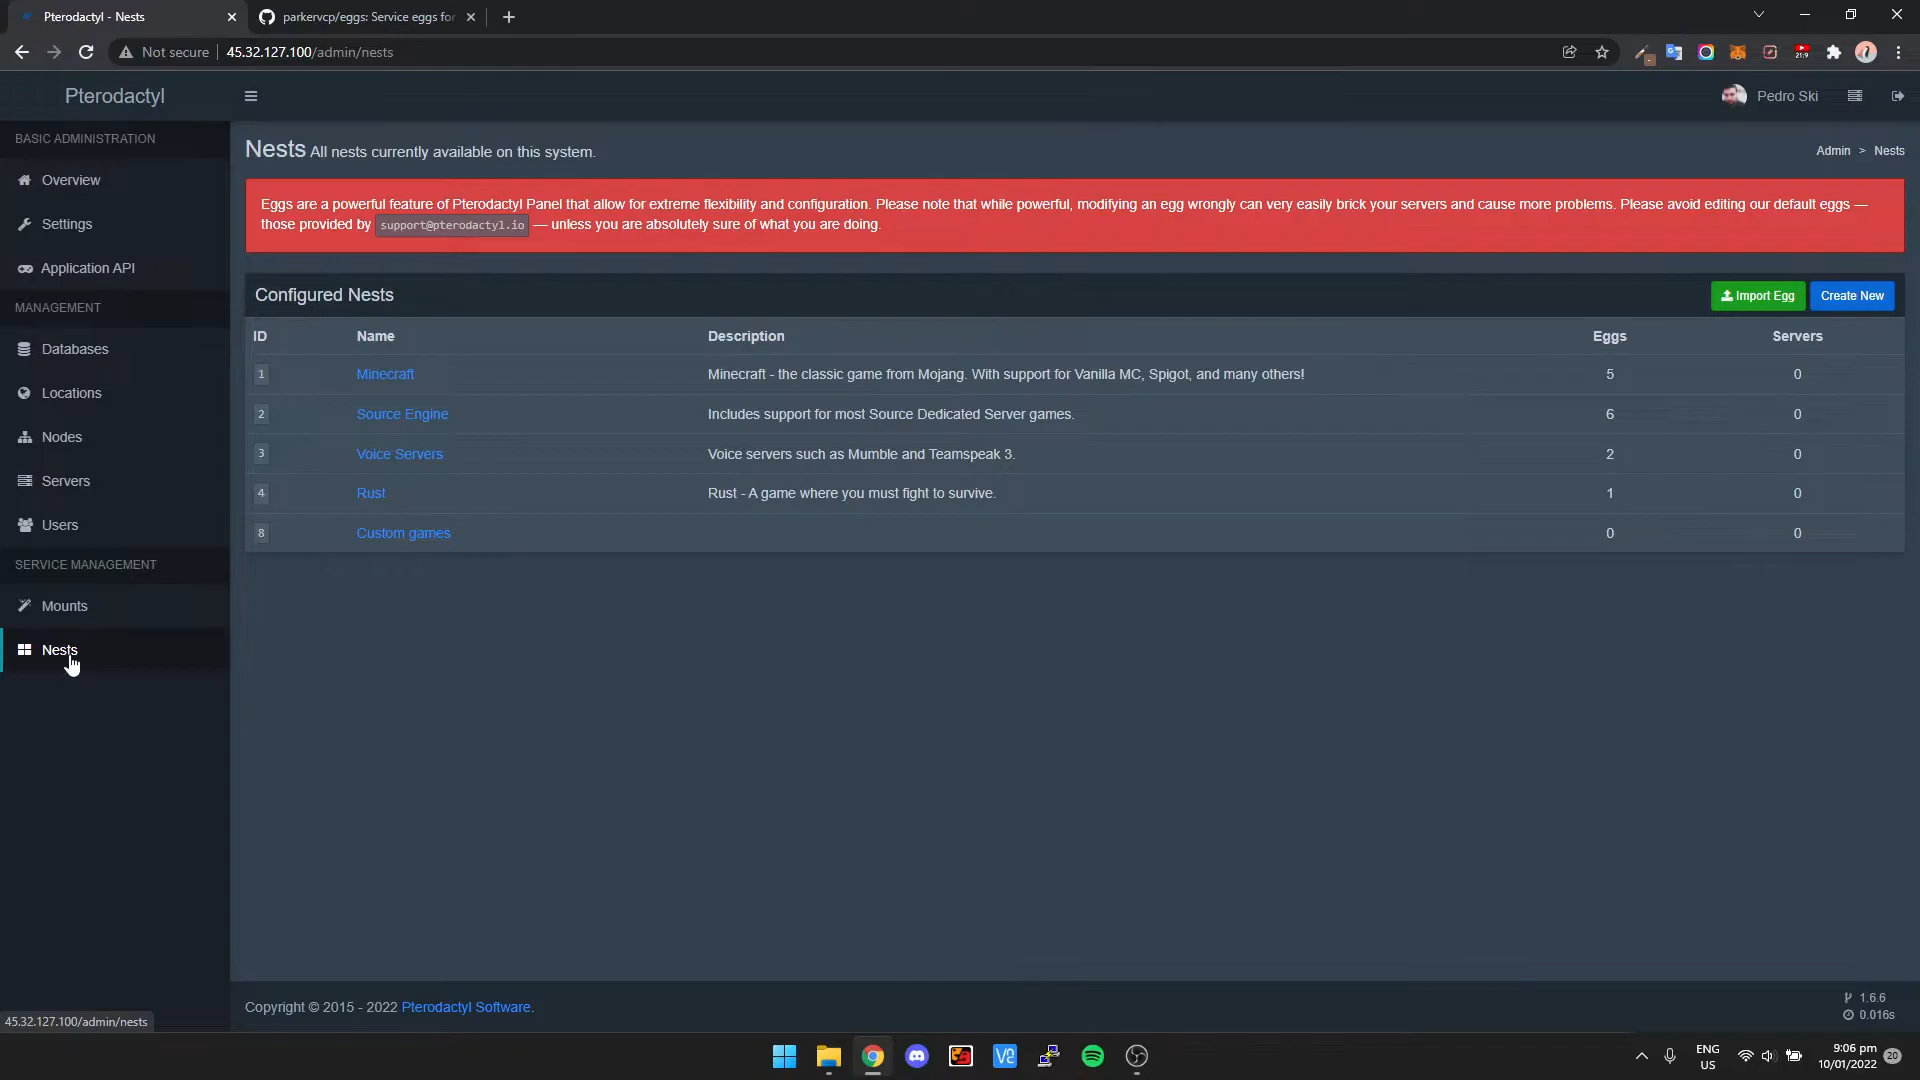 Pterodactyl - Nests
parkervcp/eggs: Service eggs for
Not secure
45.32.127.100/admin/nests
21:9
Pterodactyl
Pedro Ski
BASIC ADMINISTRATION
Overview
Settings
Application API
MANAGEMENT
Databases
Locations
Nodes
Servers
Users
SERVICE MANAGEMENT
Mounts
Nests
Nests All nests currently available on this system.
Admin > Nests
Eggs are a powerful feature of Pterodactyl Panel that allow for extreme flexibility and configuration. Please note that while powerful, modifying an egg wrongly can very easily brick your servers and cause more problems. Please avoid editing our default eggs —
those provided by support@pterodactyl.io — unless you are absolutely sure of what you are doing.
Configured Nests
Import Egg
Create New
ID Name Description Eggs Servers
1 Minecraft Minecraft - the classic game from Mojang. With support for Vanilla MC, Spigot, and many others! 5 0
2 Source Engine Includes support for most Source Dedicated Server games. 6 0
3 Voice Servers Voice servers such as Mumble and Teamspeak 3. 2 0
4 Rust Rust - A game where you must fight to survive. 1 0
8 Custom games 0 0
Copyright © 2015 - 2022 Pterodactyl Software.
1.6.6
0.016s
45.32.127.100/admin/nests
ENG
US
9:06 pm
10/01/2022
20